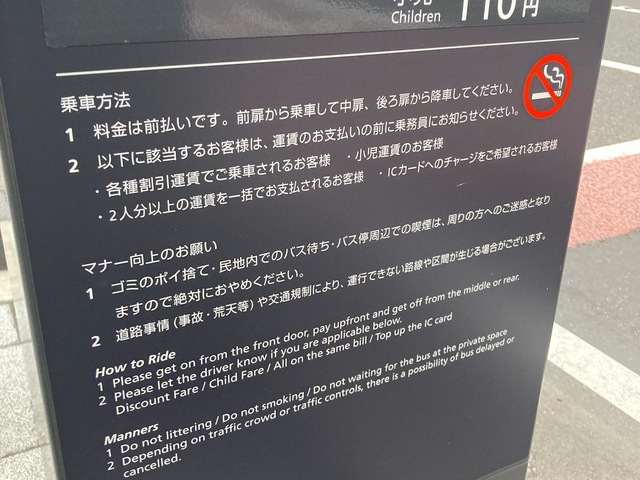 小児
Children 110円
乗車方法
1 料金は前払いです。前扉から乗車して中扉、後ろ扉から降車してください。
2 以下に該当するお客様は、運賃のお支払いの前に乗務員にお知らせください。
・各種割引運賃でご乗車されるお客様 ・小児運賃のお客様
・2人分以上の運賃を一括でお支払されるお客様 ・ICカードへのチャージをご希望されるお客様
マナー向上のお願い
1 ゴミのポイ捨て・民地内でのバス待ち・バス停周辺での喫煙は、周りの方へのご迷惑となり
ますので絶対におやめください。
2 道路事情(事故・荒天等)や交通規制により、運行できない路線や区間が生じる場合がございます。
How to Ride
1 Please get on from the front door, pay upfront and get off from the middle or rear.
2 Please let the driver know if you are applicable below.
Discount Fare / Child Fare / All on the same bill / Top up the IC card
Manners
1 Do not littering / Do not smoking / Do not waiting for the bus at the private space
2 Depending on traffic crowd or traffic controls, there is a possibility of bus delayed or
cancelled.